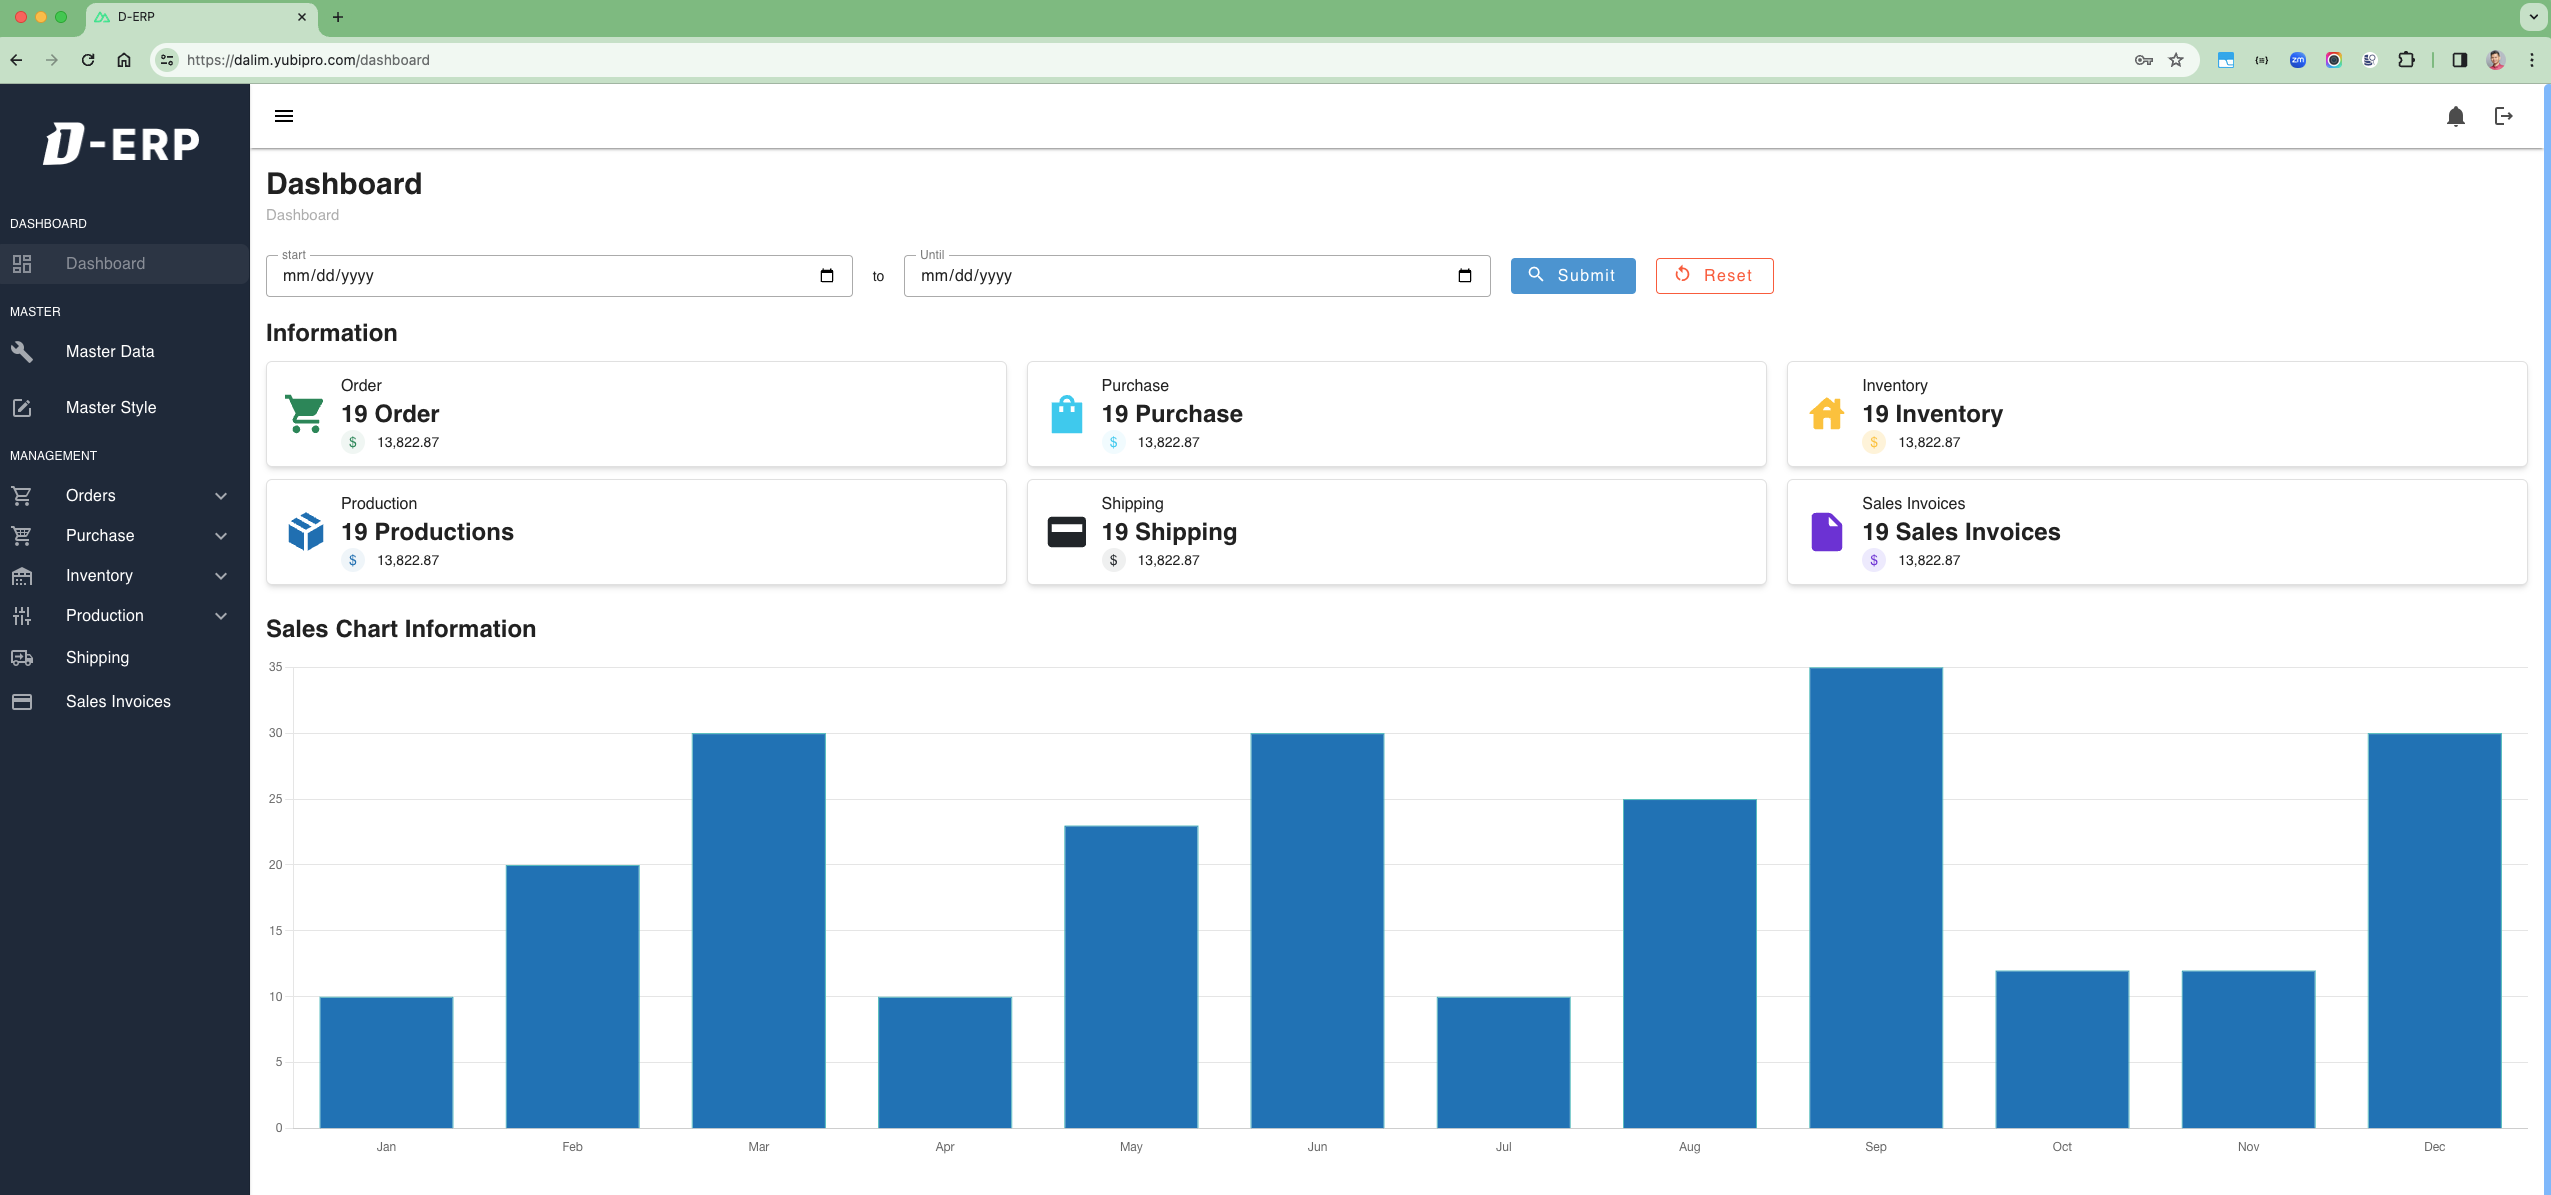 D-ERP
https://dalim.yubipro.com/dashboard
zm
D-ERP
DASHBOARD
Dashboard
MASTER
Master Data
Master Style
MANAGEMENT
Orders
Purchase
Inventory
Production
Shipping
Sales Invoices
Dashboard
Dashboard
start
mm/dd/yyyy
to
Until
mm/dd/yyyy
Submit
Reset
Information
Order
19 Order
$ 13,822.87
Purchase
19 Purchase
$ 13,822.87
Inventory
19 Inventory
$ 13,822.87
Production
19 Productions
$ 13,822.87
Shipping
19 Shipping
$ 13,822.87
Sales Invoices
19 Sales Invoices
$ 13,822.87
Sales Chart Information
35
30
25
20
15
10
5
0
Jan Feb Mar Apr May Jun Jul Aug Sep Oct Nov Dec